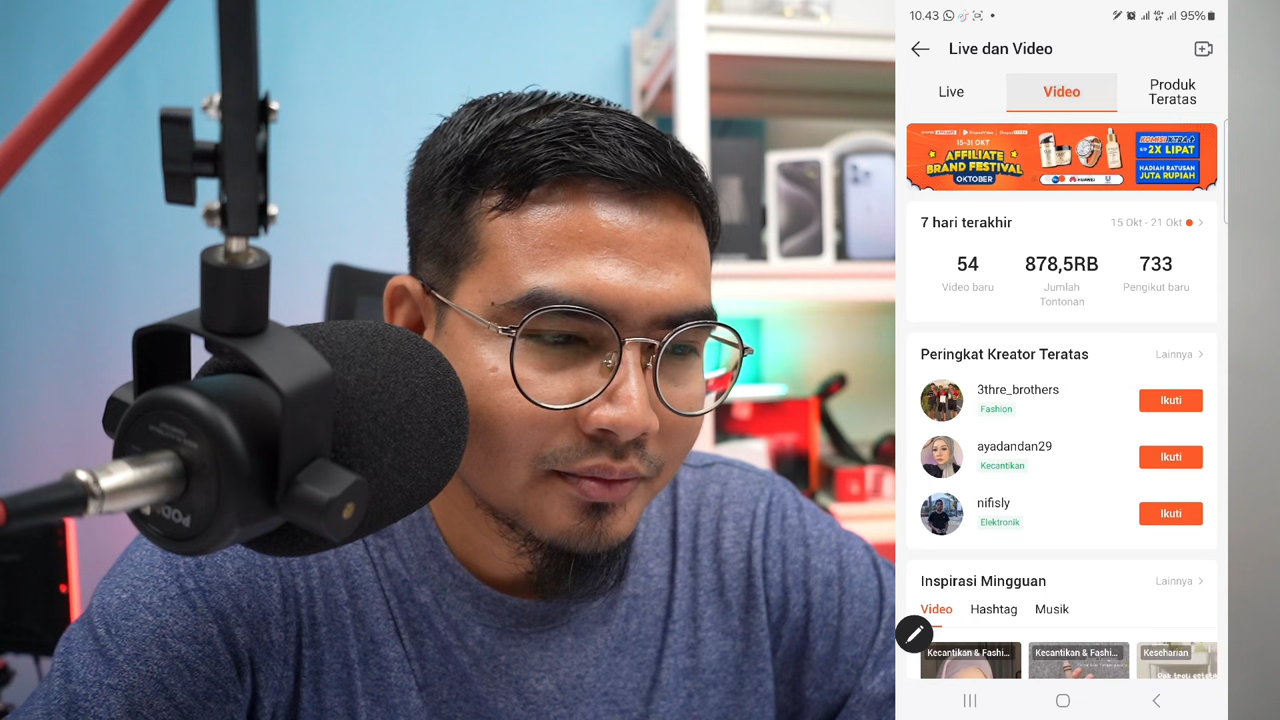 10.43
4G+
95%
Live dan Video
Live
Video
Produk
Teratas
15-31 OKT
AFFILIATE
BRAND FESTIVAL
OKTOBER
HUAWEI
2X LIPAT
HADIAH RATUSAN
JUTA RUPIAH
7 hari terakhir
15 Okt - 21 Okt
54
878,5RB
733
Video baru
Jumlah
Tontonan
Pengikut baru
Peringkat Kreator Teratas
Lainnya
3thre_brothers
Fashion
Ikuti
ayadandan29
Kecantikan
Ikuti
nifisly
Elektronik
Ikuti
Inspirasi Mingguan
Lainnya
Video
Hashtag
Musik
Kecantikan & Fashi...
Kecantikan & Fashi...
Kesehatan